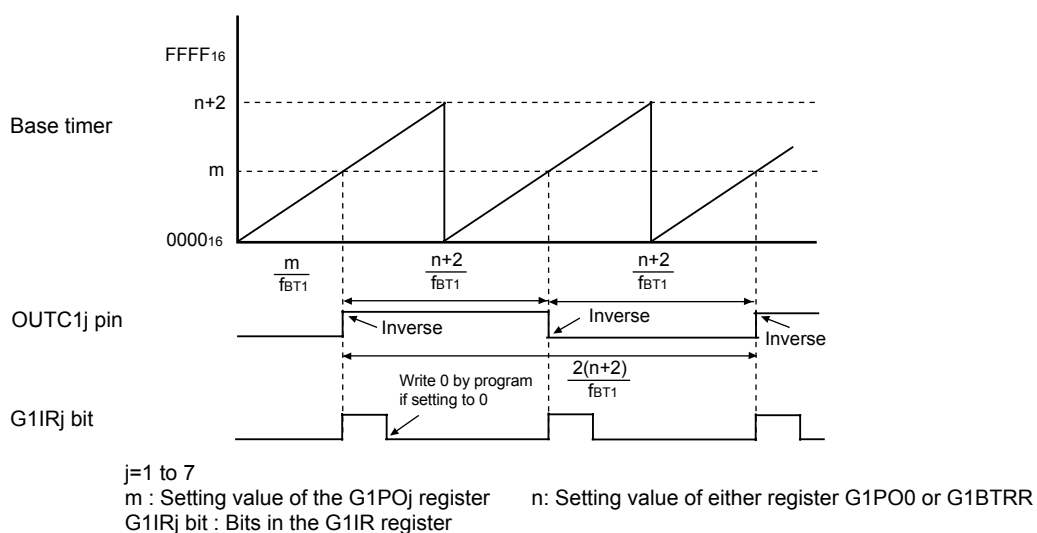 FFFF16
n+2
Base timer
m
000016
m
fBT1
n+2
fBT1
n+2
fBT1
OUTC1j pin
Inverse
Inverse
Inverse
2(n+2)
fBT1
Write 0 by program
if setting to 0
G1IRj bit
j=1 to 7
m : Setting value of the G1POj register n: Setting value of either register G1PO0 or G1BTRR
G1IRj bit : Bits in the G1IR register